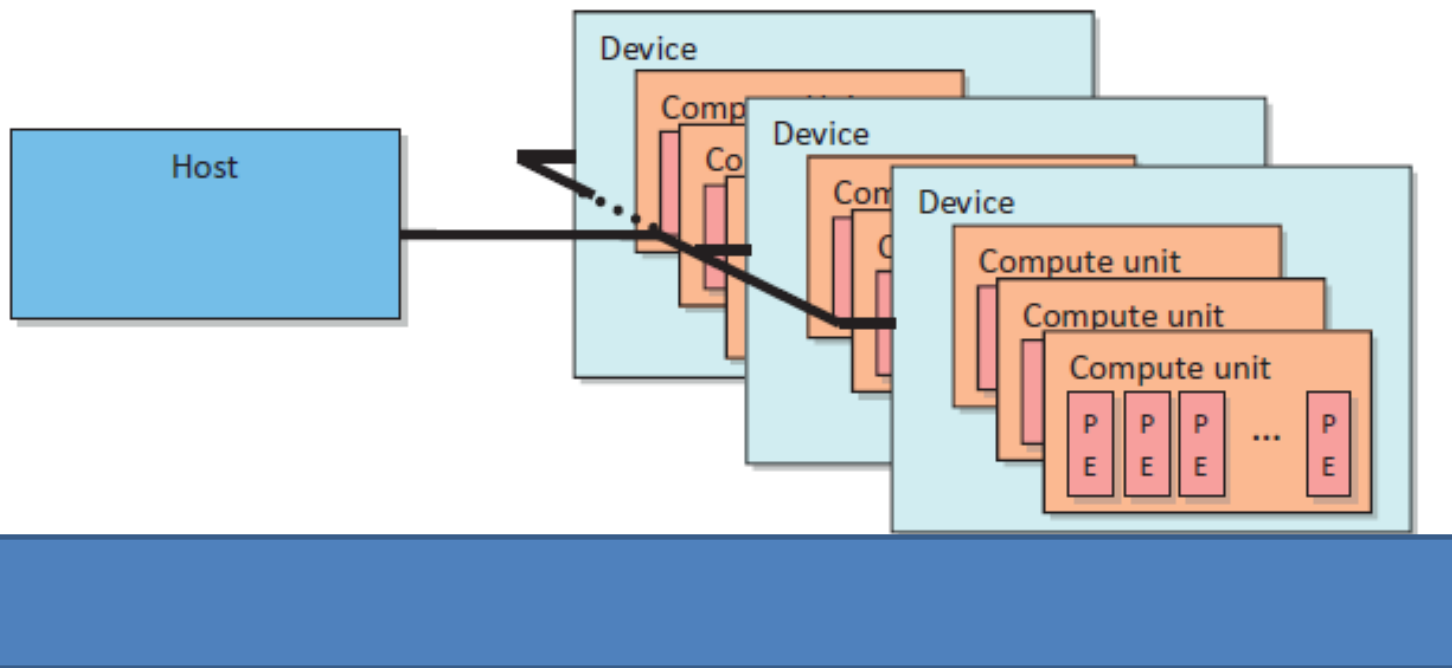 Host
Device
Device
Device
Compute unit
Compute unit
Compute unit
P P P ... P
E E E E